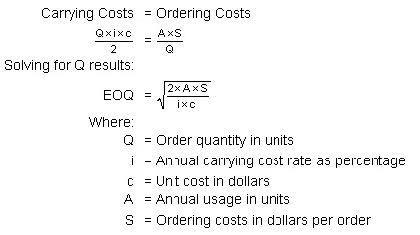 Carrying Costs = Ordering Costs
Q×i×c/2 = A×S/Q
Solving for Q results:
EOQ = √(2×A×S/i×c)
Where:
Q = Order quantity in units
i = Annual carrying cost rate as percentage
c = Unit cost in dollars
A = Annual usage in units
S = Ordering costs in dollars per order